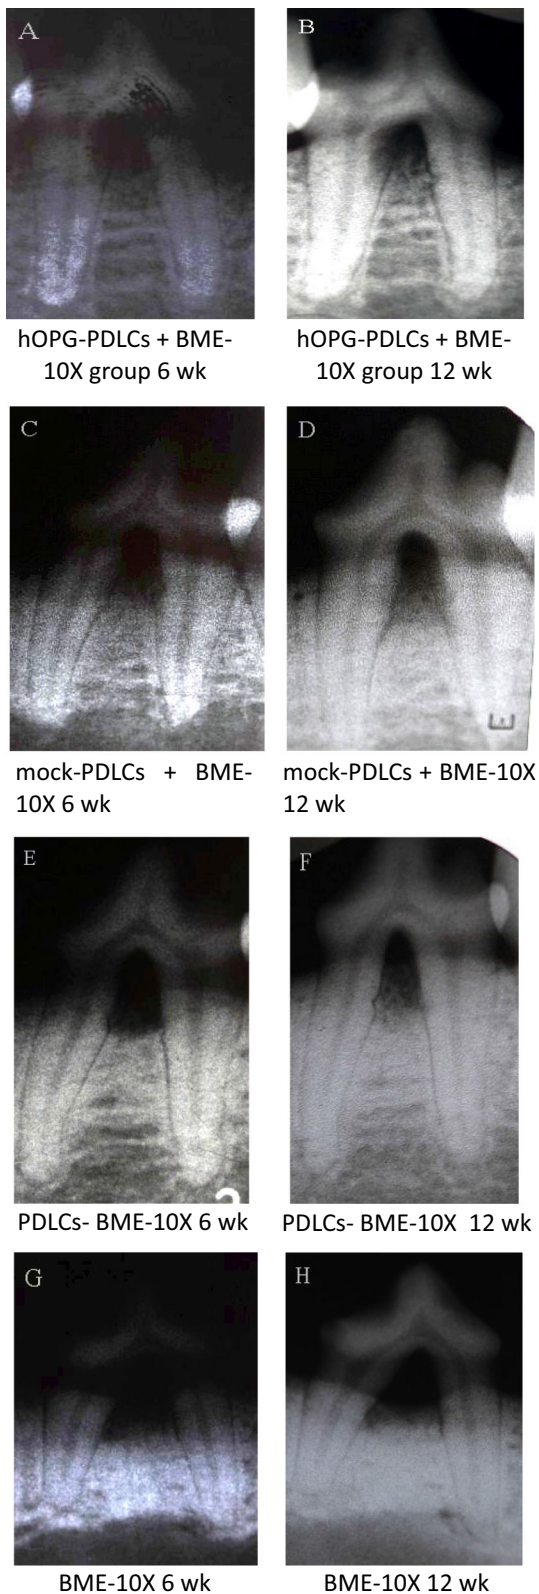 A
B
hOPG-PDLCs + BME-
10X group 6 wk
hOPG-PDLCs + BME-
10X group 12 wk
C
D
E
mock-PDLCs + BME-
10X 6 wk
mock-PDLCs + BME-10X
12 wk
E
F
2
PDLCs- BME-10X 6 wk
PDLCs- BME-10X 12 wk
G
H
BME-10X 6 wk
BME-10X 12 wk